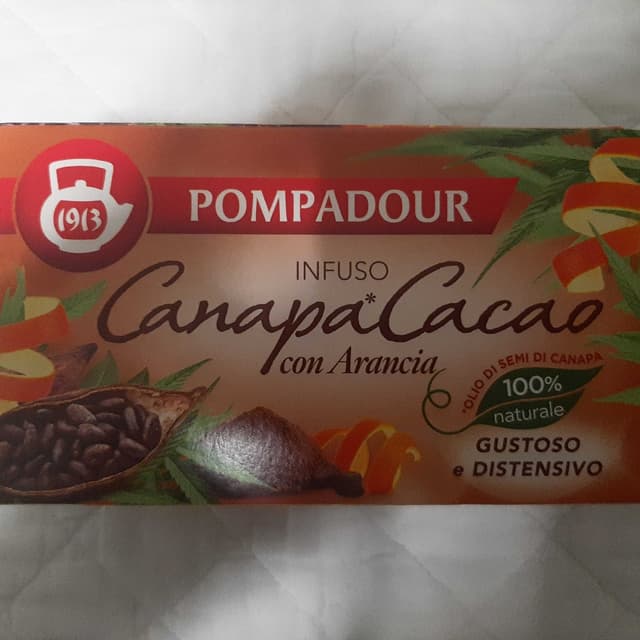 1913
POMPADOUR
INFUSO
Canapa* Cacao
con Arancia
*OLIO DI SEMI DI CANAPA
100%
naturale
GUSTOSO
e DISTENSIVO